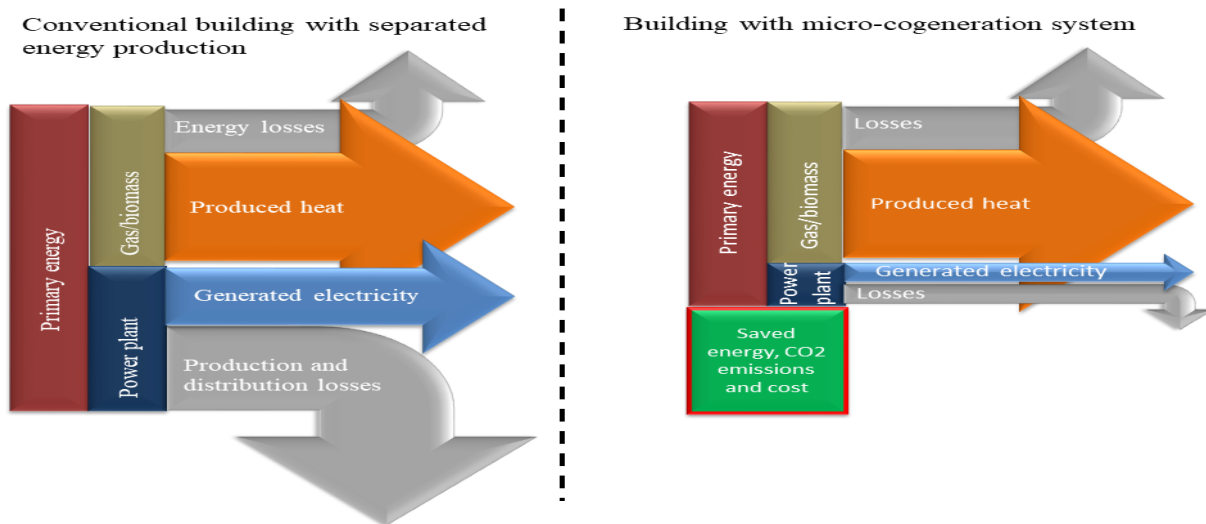 Conventional building with separated
energy production
Energy losses
Produced heat
Generated electricity
Production and
distribution losses
Primary energy
Gas/biomass
Power plant
Building with micro-cogeneration system
Losses
Produced heat
Generated electricity
Losses
Primary energy
Gas/biomass
Power
plant
Saved
energy, CO2
emissions
and cost